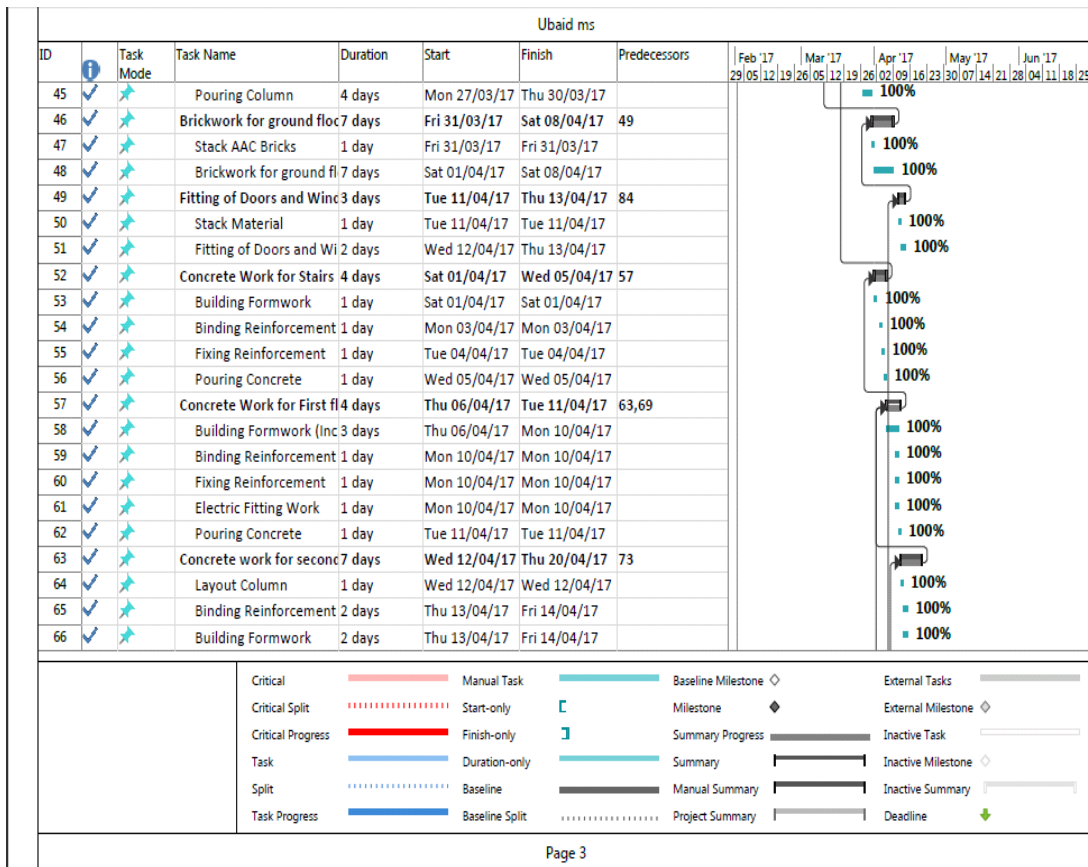 Ubaid ms
ID Task Mode Task Name Duration Start Finish Predecessors Feb '17 Mar '17 Apr '17 May '17 Jun '17
29 05 12 19 26 05 12 19 26 02 09 16 23 30 07 14 21 28 04 11 18 25
45 Pouring Column 4 days Mon 27/03/17 Thu 30/03/17 100%
46 Brickwork for ground floc 7 days Fri 31/03/17 Sat 08/04/17 49
47 Stack AAC Bricks 1 day Fri 31/03/17 Fri 31/03/17 100%
48 Brickwork for ground fl 7 days Sat 01/04/17 Sat 08/04/17 100%
49 Fitting of Doors and Winc 3 days Tue 11/04/17 Thu 13/04/17 84
50 Stack Material 1 day Tue 11/04/17 Tue 11/04/17 100%
51 Fitting of Doors and Wi 2 days Wed 12/04/17 Thu 13/04/17 100%
52 Concrete Work for Stairs 4 days Sat 01/04/17 Wed 05/04/17 57
53 Building Formwork 1 day Sat 01/04/17 Sat 01/04/17 100%
54 Binding Reinforcement 1 day Mon 03/04/17 Mon 03/04/17 100%
55 Fixing Reinforcement 1 day Tue 04/04/17 Tue 04/04/17 100%
56 Pouring Concrete 1 day Wed 05/04/17 Wed 05/04/17 100%
57 Concrete Work for First fl 4 days Thu 06/04/17 Tue 11/04/17 63,69
58 Building Formwork (Inc 3 days Thu 06/04/17 Mon 10/04/17 100%
59 Binding Reinforcement 1 day Mon 10/04/17 Mon 10/04/17 100%
60 Fixing Reinforcement 1 day Mon 10/04/17 Mon 10/04/17 100%
61 Electric Fitting Work 1 day Mon 10/04/17 Mon 10/04/17 100%
62 Pouring Concrete 1 day Tue 11/04/17 Tue 11/04/17 100%
63 Concrete work for second 7 days Wed 12/04/17 Thu 20/04/17 73
64 Layout Column 1 day Wed 12/04/17 Wed 12/04/17 100%
65 Binding Reinforcement 2 days Thu 13/04/17 Fri 14/04/17 100%
66 Building Formwork 2 days Thu 13/04/17 Fri 14/04/17 100%
Critical Manual Task Baseline Milestone External Tasks
Critical Split Start-only Milestone External Milestone
Critical Progress Finish-only Summary Progress Inactive Task
Task Duration-only Summary Inactive Milestone
Split Baseline Manual Summary Inactive Summary
Task Progress Baseline Split Project Summary Deadline
Page 3